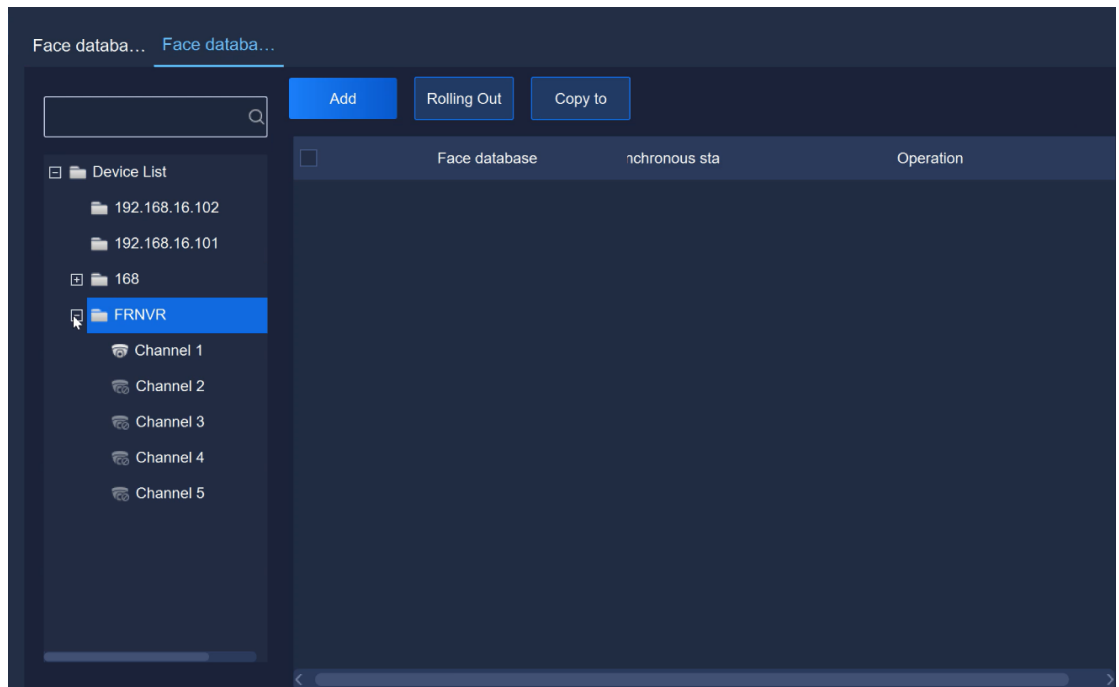 Face databa... Face databa...
Add Rolling Out Copy to
Face database nchronous sta Operation
Device List
192.168.16.102
192.168.16.101
168
FRNVR
Channel 1
Channel 2
Channel 3
Channel 4
Channel 5